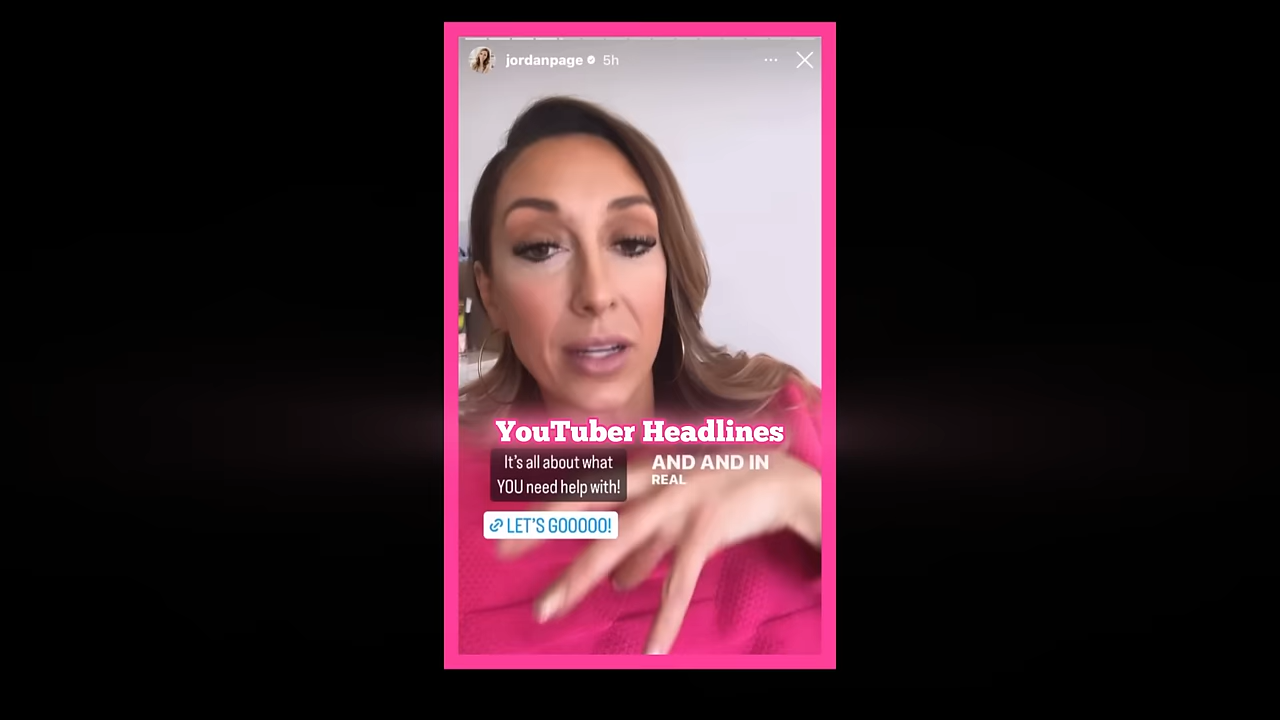 jordanpage 5h
YouTuber Headlines
It's all about what
YOU need help with!
AND AND IN
REAL
LET'S GOOOOO!